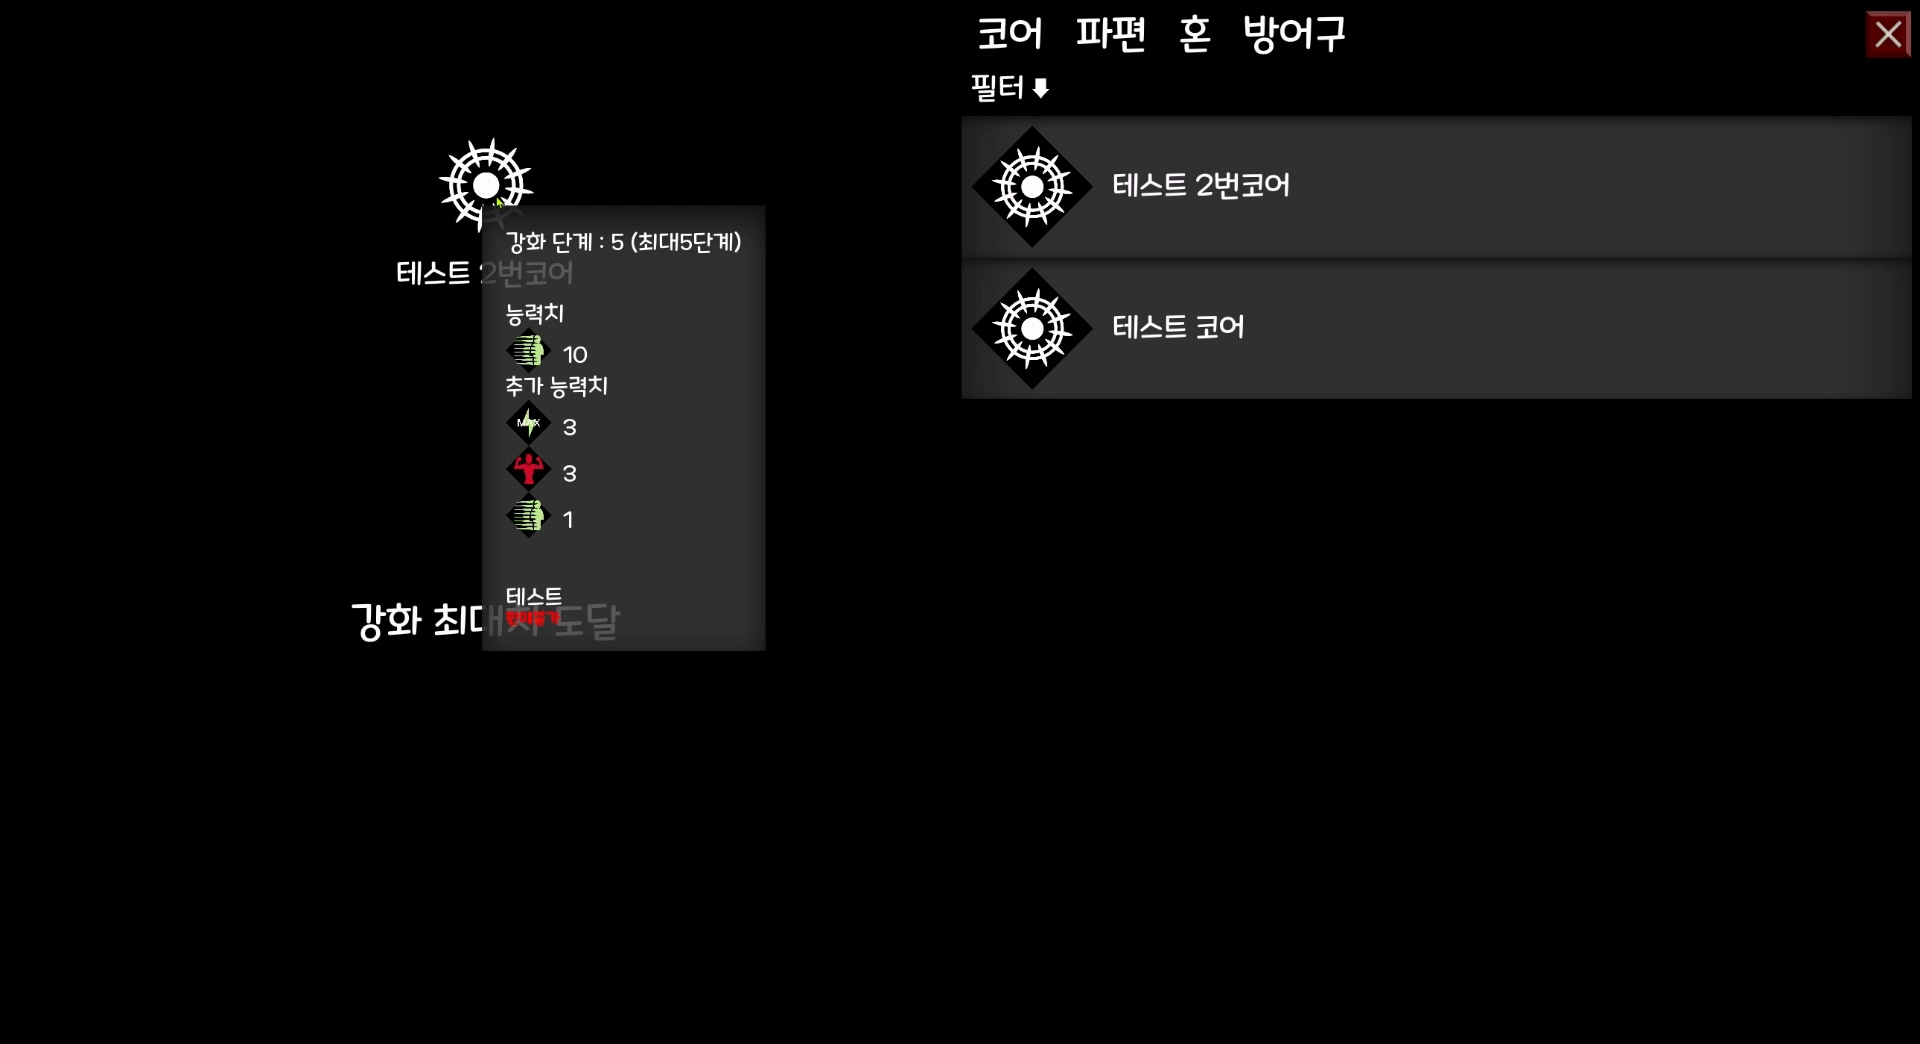 코어 파편 혼 방어구
필터
테스트 2번코어
테스트 코어
테스트 2번코어
강화 단계 : 5 (최대5단계)
능력치
10
추가 능력치
MAX 3
3
1
테스트
강화 최대치 도달